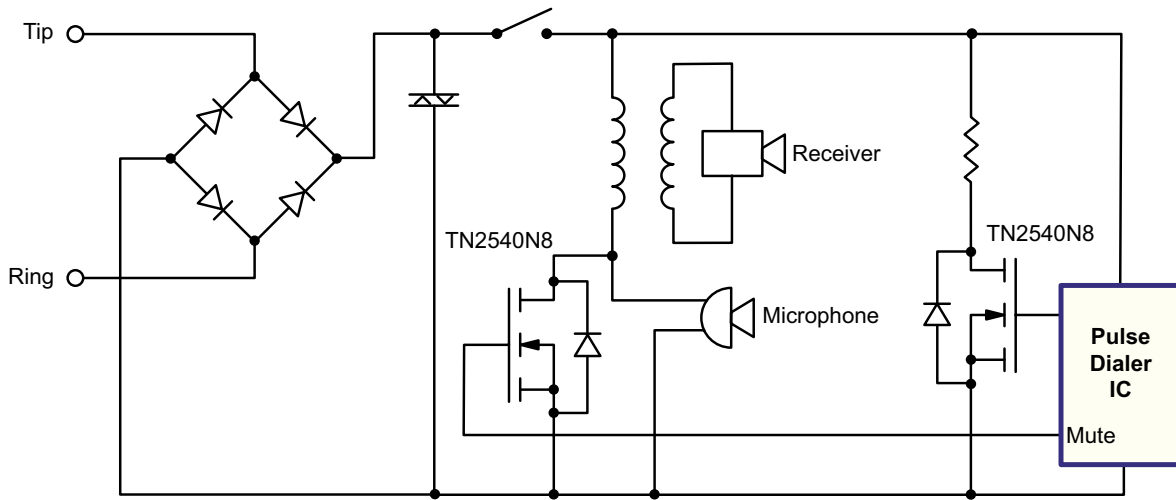 Tip
Receiver
TN2540N8
TN2540N8
Ring
Microphone
Pulse
Dialer
IC
Mute